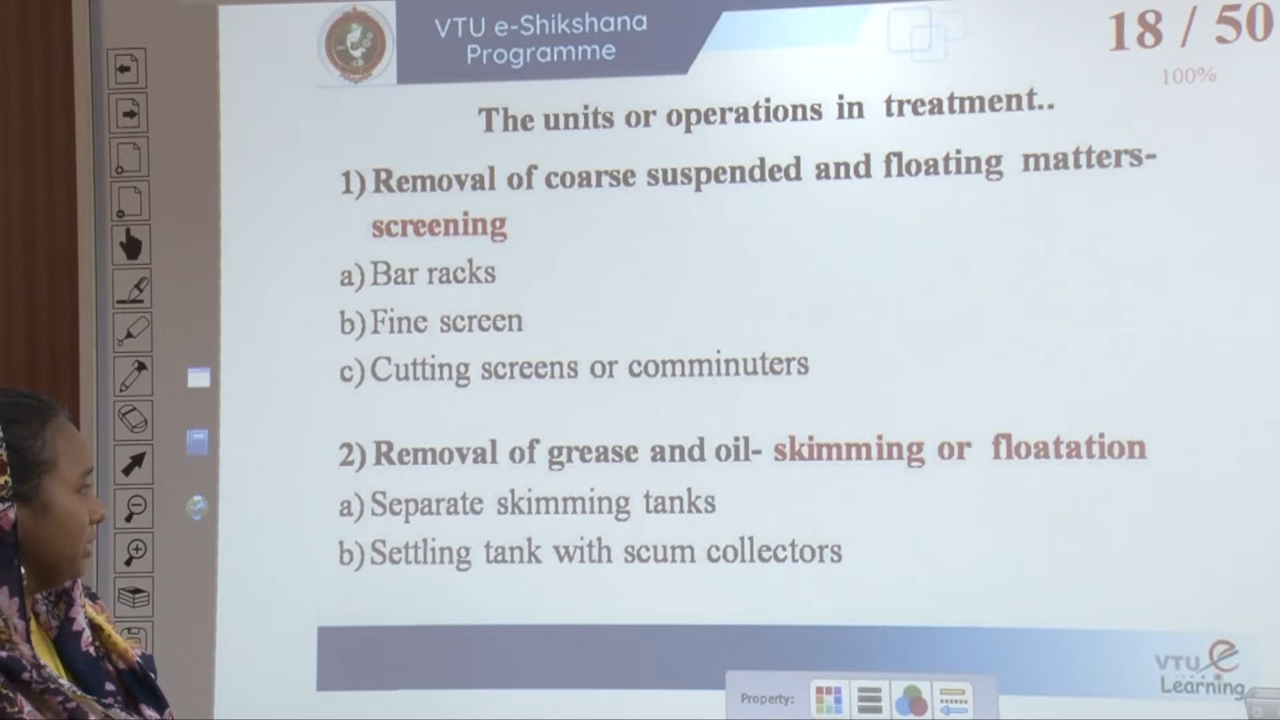 VTU e-Shikshana
Programme
18 / 50
100%
The units or operations in treatment..
1) Removal of coarse suspended and floating matters-
screening
a) Bar racks
b) Fine screen
c) Cutting screens or comminuters
2) Removal of grease and oil- skimming or floatation
a) Separate skimming tanks
b) Settling tank with scum collectors
VTU e
Learning
Property: